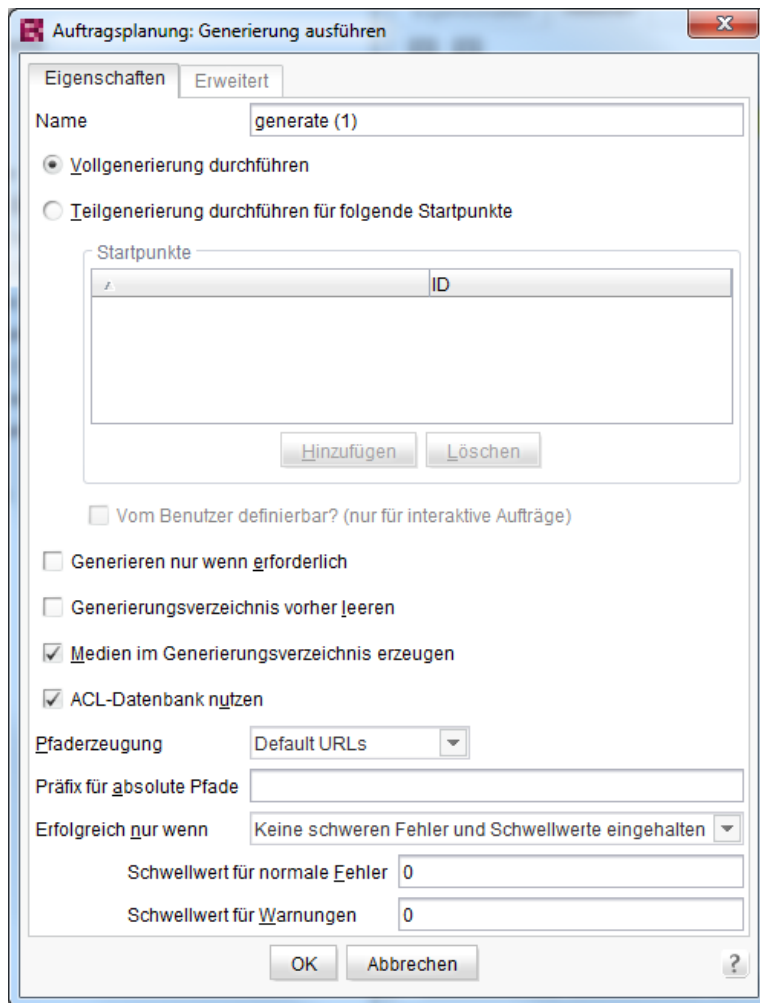 Auftragsplanung: Generierung ausführen
Eigenschaften Erweitert
Name generate (1)
Vollgenerierung durchführen
Teilgenerierung durchführen für folgende Startpunkte
Startpunkte
ID
Hinzufügen Löschen
Vom Benutzer definierbar? (nur für interaktive Aufträge)
Generieren nur wenn erforderlich
Generierungsverzeichnis vorher leeren
Medien im Generierungsverzeichnis erzeugen
ACL-Datenbank nutzen
Pfaderzeugung Default URLs
Präfix für absolute Pfade
Erfolgreich nur wenn Keine schweren Fehler und Schwellwerte eingehalten
Schwellwert für normale Fehler 0
Schwellwert für Warnungen 0
OK Abbrechen ?